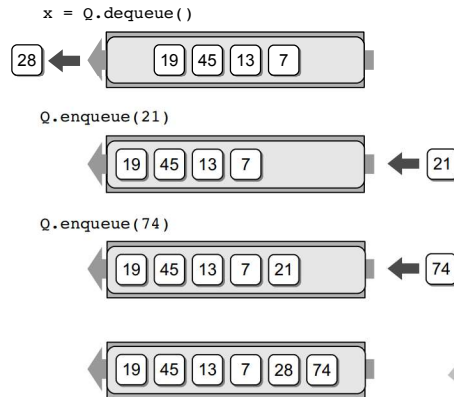 x = Q.dequeue()
28 19 45 13 7
Q.enqueue(21)
19 45 13 7 21
Q.enqueue(74)
19 45 13 7 21 74
19 45 13 7 28 74